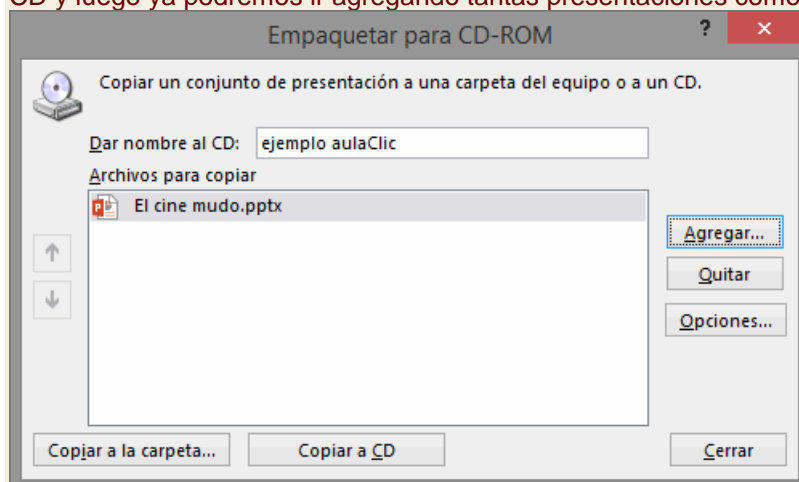 CD y luego ya podremos ir agregando tantas presentaciones como
Empaquetar para CD-ROM ? ×
Copiar un conjunto de presentación a una carpeta del equipo o a un CD.
Dar nombre al CD: ejemplo aulaClic
Archivos para copiar
El cine mudo.pptx
Agregar...
Quitar
Opciones...
Copiar a la carpeta... Copiar a CD Cerrar